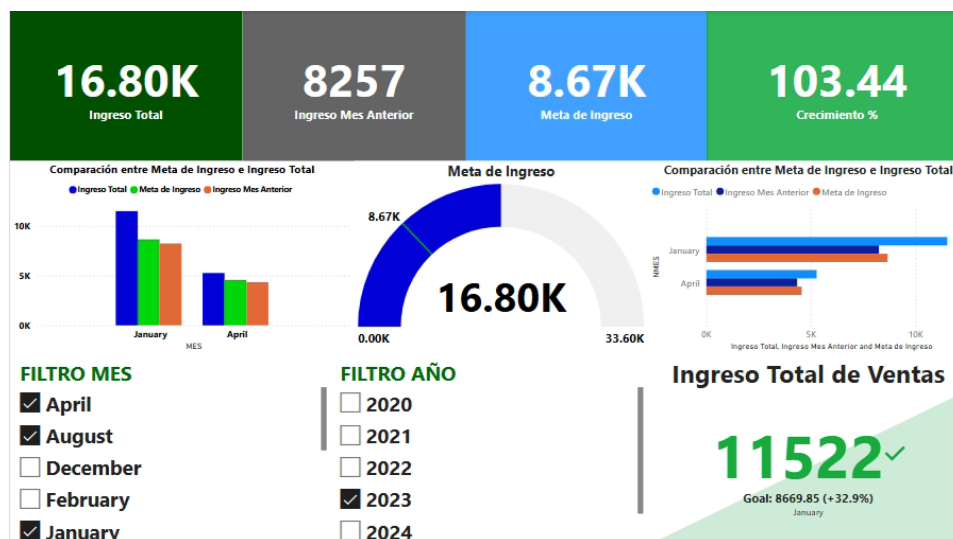 16.80K
Ingreso Total
8257
Ingreso Mes Anterior
8.67K
Meta de Ingreso
103.44
Crecimiento %
Comparación entre Meta de Ingreso e Ingreso Total
Ingreso Total Meta de Ingreso Ingreso Mes Anterior
10K
5K
0K
January April
MES
Meta de Ingreso
8.67K
16.80K
0.00K 33.60K
Comparación entre Meta de Ingreso e Ingreso Total
Ingreso Total Ingreso Mes Anterior Meta de Ingreso
NMES
January
April
0K 5K 10K
Ingreso Total, Ingreso Mes Anterior and Meta de Ingreso
FILTRO MES
April
August
December
February
January
FILTRO AÑO
2020
2021
2022
2023
2024
Ingreso Total de Ventas
11522
Goal: 8669.85 (+32.9%)
January